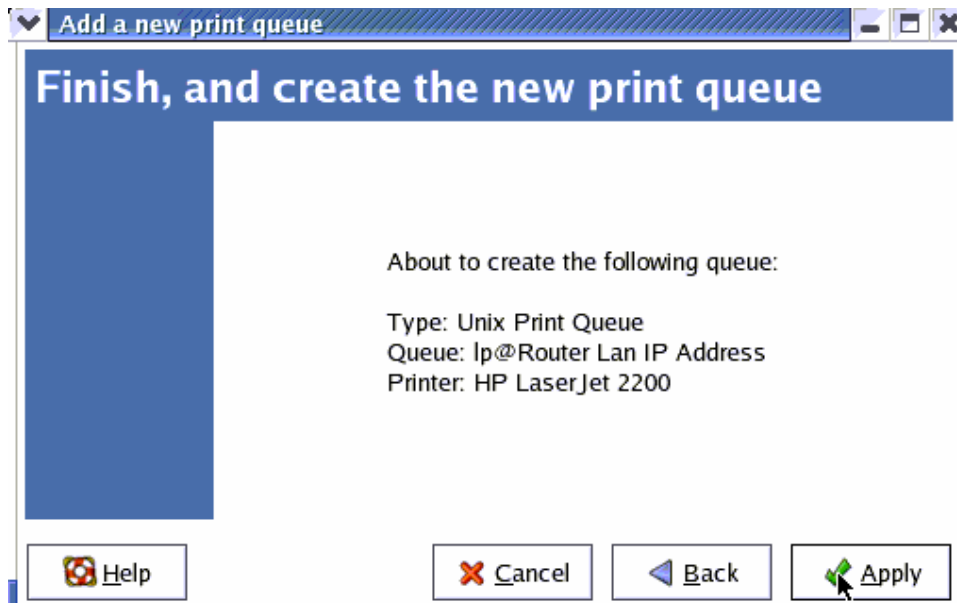 Add a new print queue
Finish, and create the new print queue
About to create the following queue:
Type: Unix Print Queue
Queue: lp@Router Lan IP Address
Printer: HP LaserJet 2200
Help
Cancel
Back
Apply